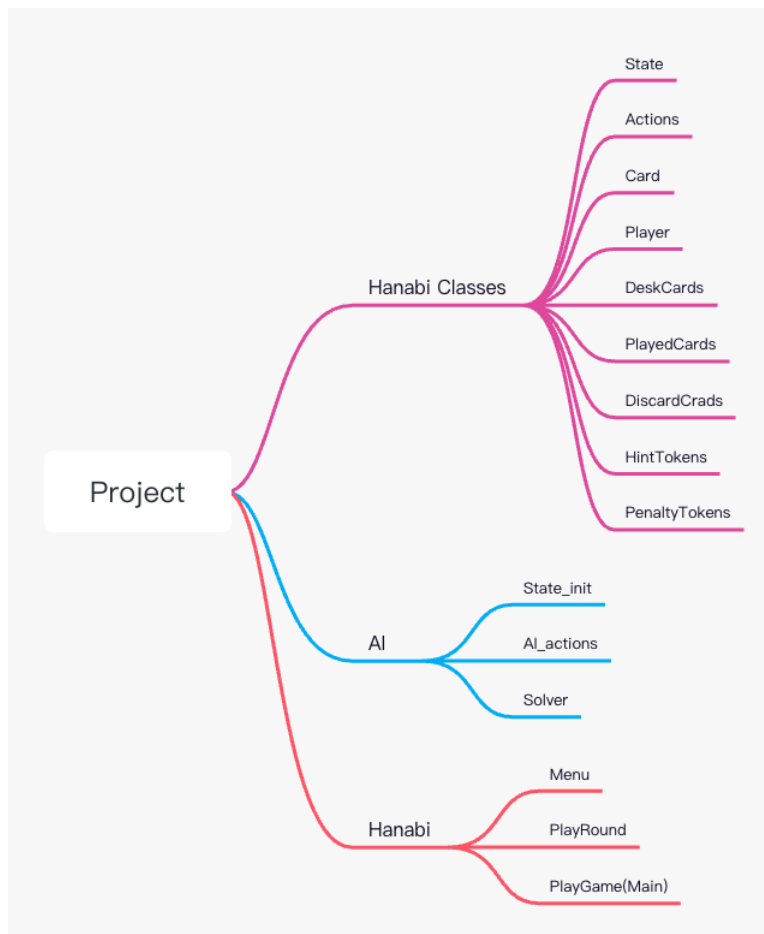 Project
Hanabi Classes
State
Actions
Card
Player
DeskCards
PlayedCards
DiscardCrads
HintTokens
PenaltyTokens
AI
State_init
AI_actions
Solver
Hanabi
Menu
PlayRound
PlayGame(Main)